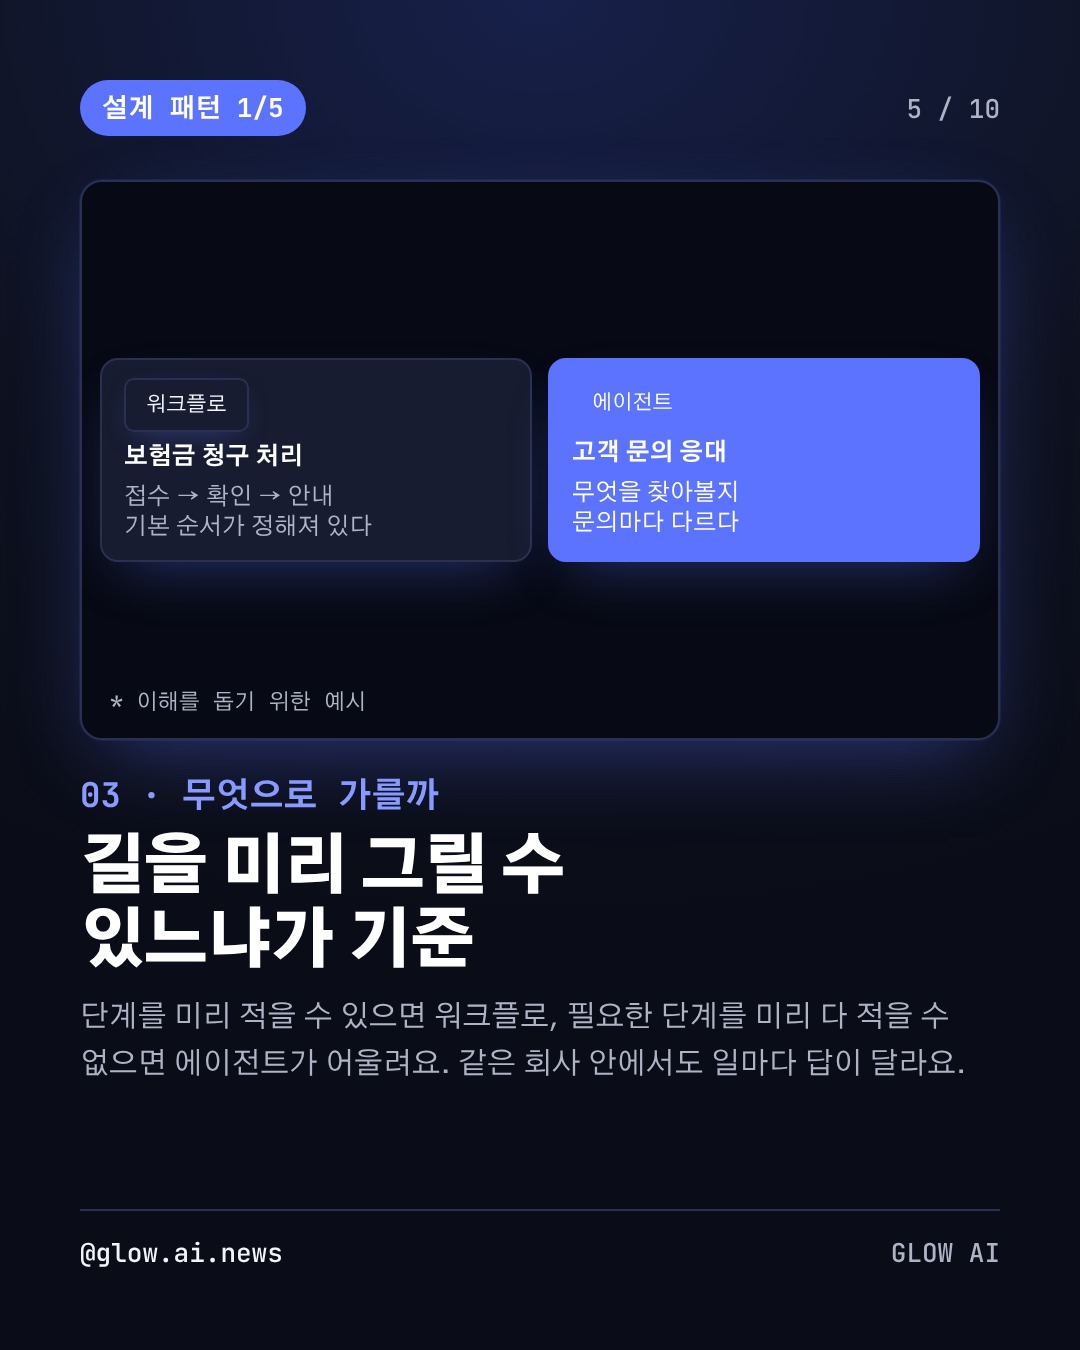 설계 패턴 1/5
5 / 10
워크플로
보험금 청구 처리
접수 → 확인 → 안내
기본 순서가 정해져 있다
에이전트
고객 문의 응대
무엇을 찾아볼지
문의마다 다르다
* 이해를 돕기 위한 예시
03 · 무엇으로 가를까
길을 미리 그릴 수
있느냐가 기준
단계를 미리 적을 수 있으면 워크플로, 필요한 단계를 미리 다 적을 수
없으면 에이전트가 어울려요. 같은 회사 안에서도 일마다 답이 달라요.
@glow.ai.news
GLOW AI